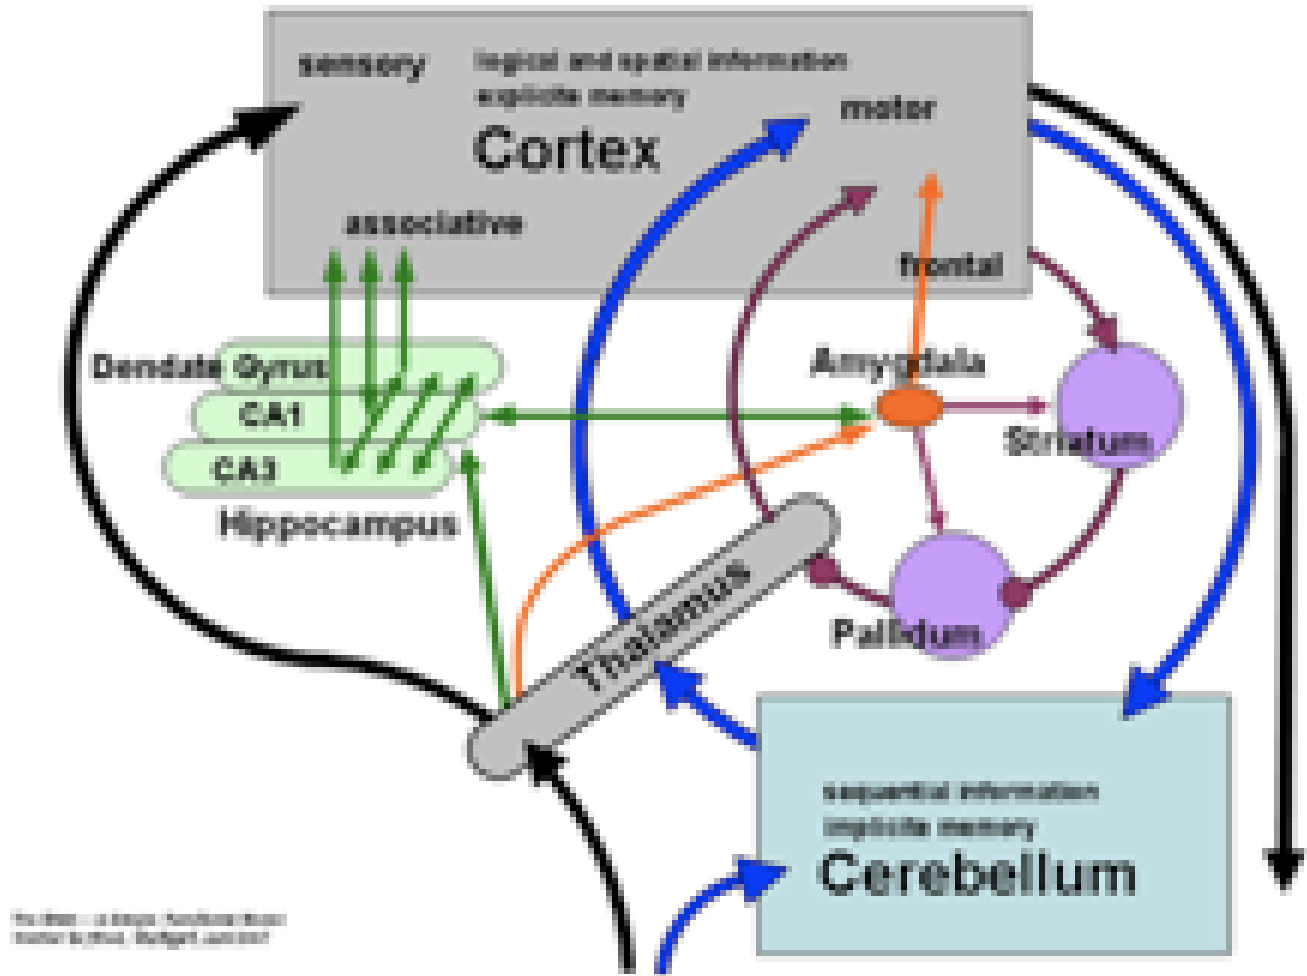 sensory
logical and spatial information
explicite memory
motor
Cortex
associative
frontal
Dendate Gyrus
Amygdala
CA1
Striatum
CA3
Hippocampus
Thalamus
Pallidum
sequential information
implicite memory
Cerebellum